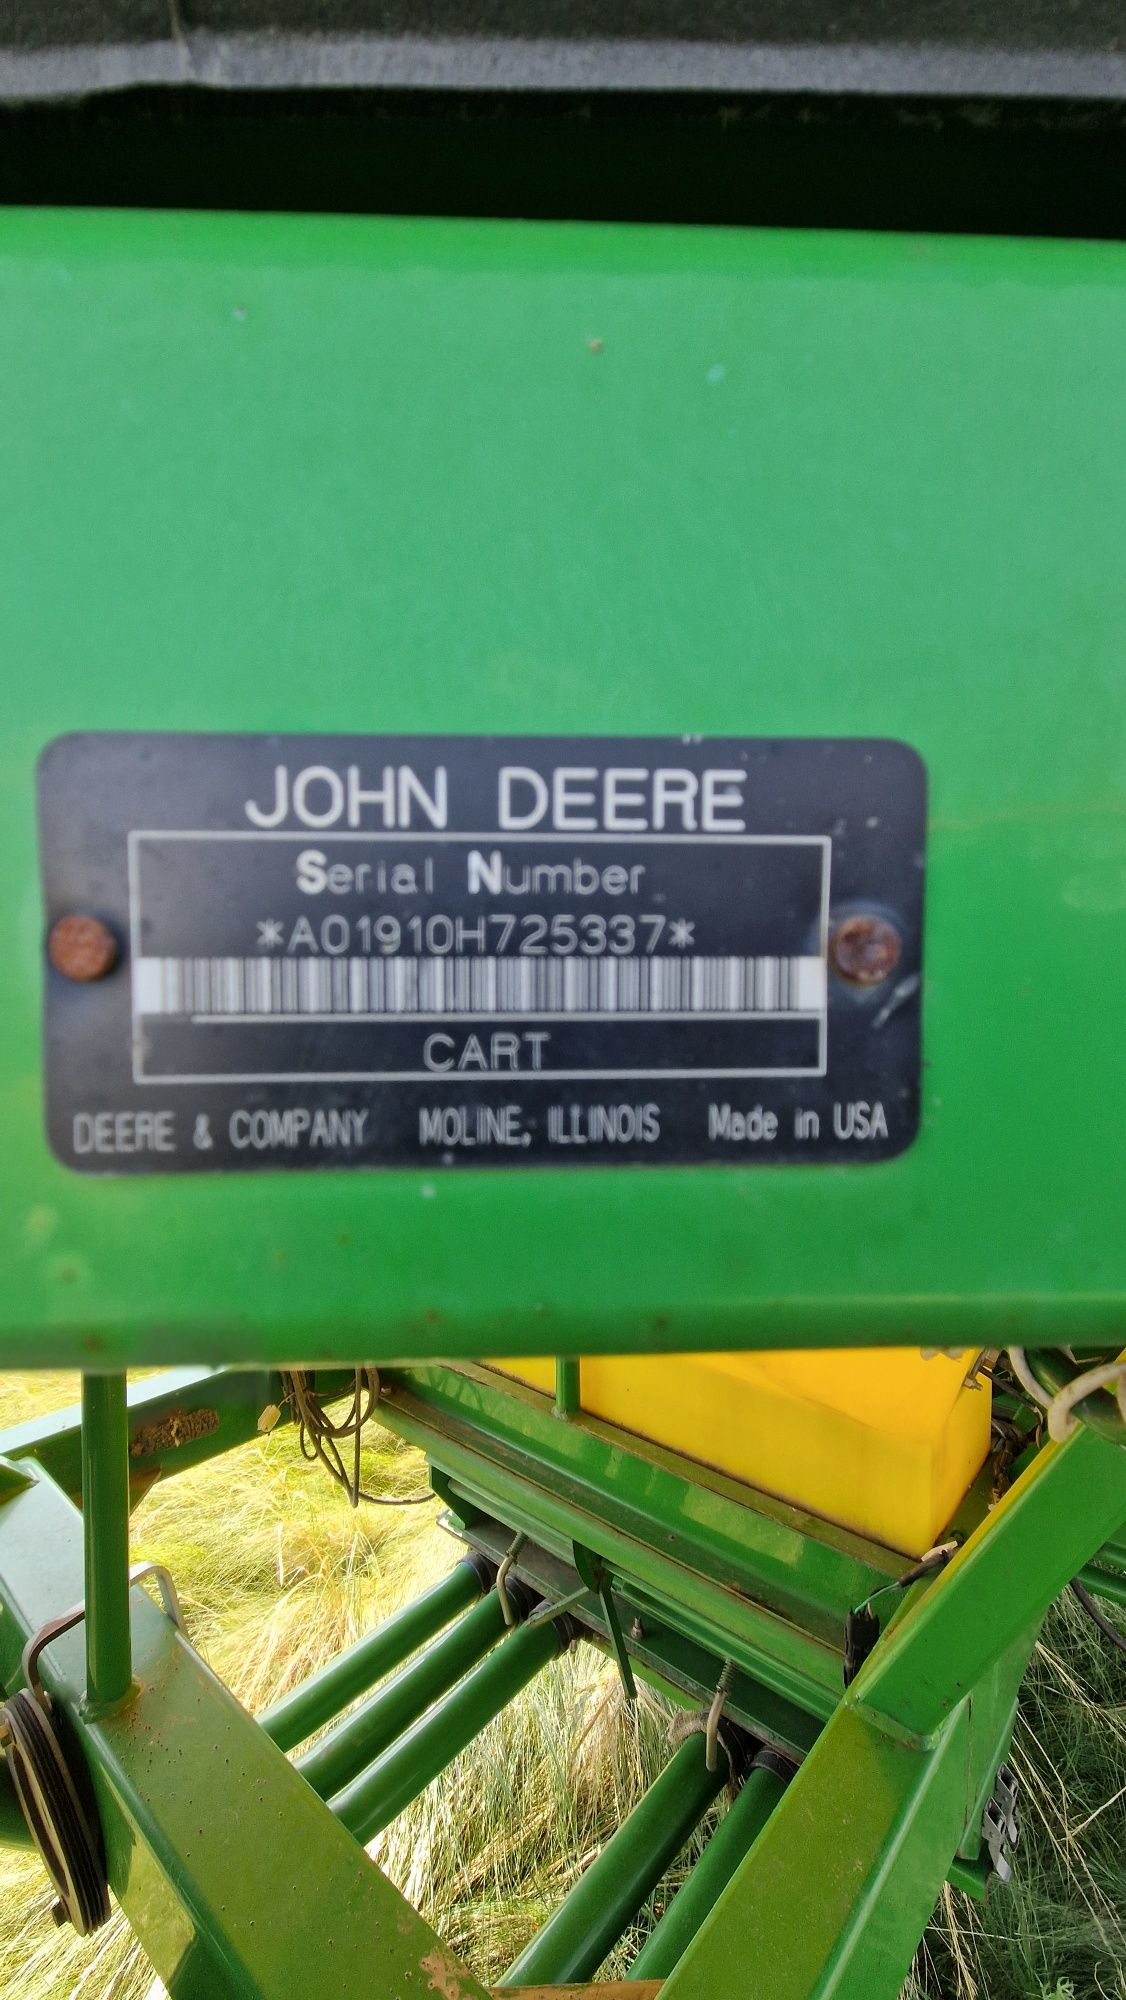 JOHN DEERE
Serial Number
*A01910H725337*
CART
DEERE & COMPANY MOLINE, ILLINOIS Made in USA